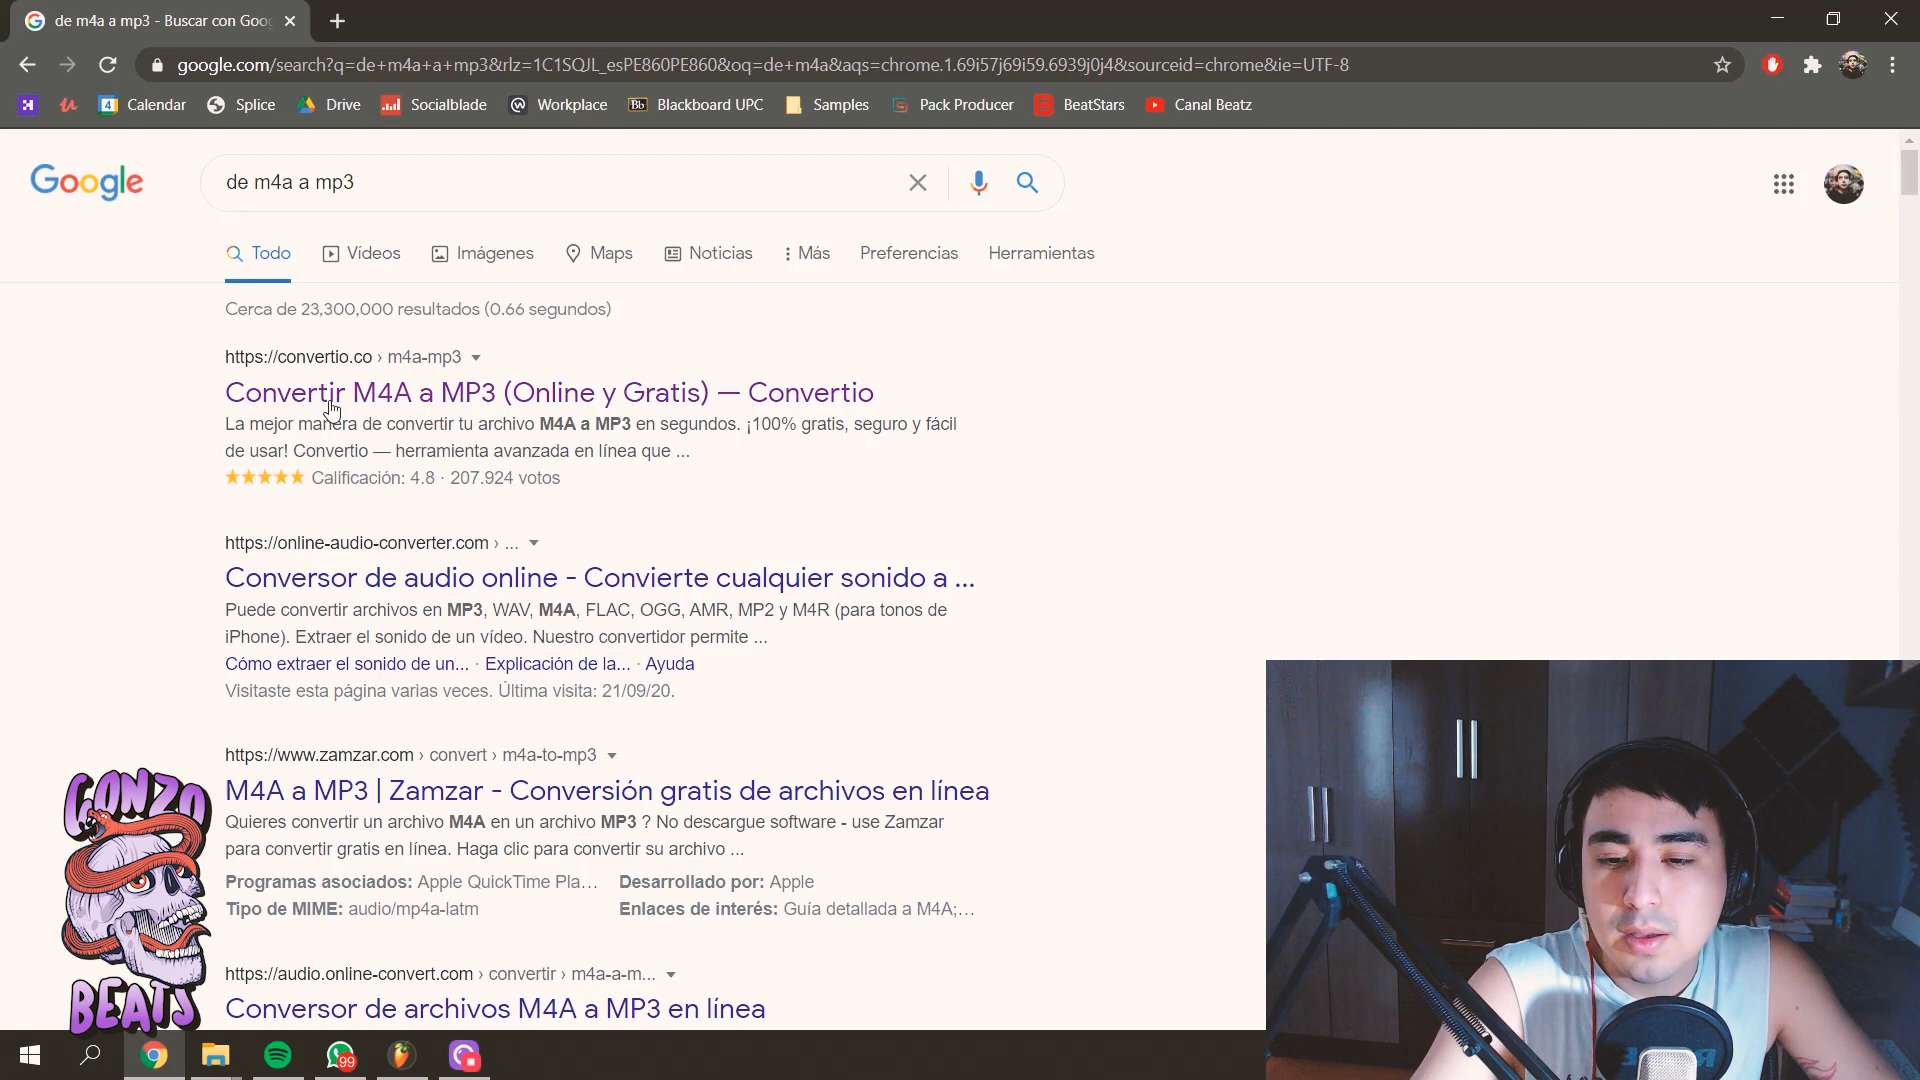 de m4a a mp3 - Buscar con Goog
google.com/search?q=de+m4a+a+mp3&rlz=1C1SQJL_esPE860PE860&oq=de+m4a&aqs=chrome.1.69i57j69i59.6939j0j4&sourceid=chrome&ie=UTF-8
Calendar Splice Drive Socialblade Workplace Bb Blackboard UPC Samples Pack Producer BeatStars Canal Beatz
Google de m4a a mp3
Todo Vídeos Imágenes Maps Noticias Más Preferencias Herramientas
Cerca de 23,300,000 resultados (0.66 segundos)
https://convertio.co › m4a-mp3
Convertir M4A a MP3 (Online y Gratis) — Convertio
La mejor manera de convertir tu archivo M4A a MP3 en segundos. ¡100% gratis, seguro y fácil
de usar! Convertio — herramienta avanzada en línea que ...
Calificación: 4.8 · 207.924 votos
https://online-audio-converter.com › ...
Conversor de audio online - Convierte cualquier sonido a ...
Puede convertir archivos en MP3, WAV, M4A, FLAC, OGG, AMR, MP2 y M4R (para tonos de
iPhone). Extraer el sonido de un vídeo. Nuestro convertidor permite ...
Cómo extraer el sonido de un... · Explicación de la... · Ayuda
Visitaste esta página varias veces. Última visita: 21/09/20.
https://www.zamzar.com › convert › m4a-to-mp3
M4A a MP3 | Zamzar - Conversión gratis de archivos en línea
Quieres convertir un archivo M4A en un archivo MP3 ? No descargue software - use Zamzar
para convertir gratis en línea. Haga clic para convertir su archivo ...
Programas asociados: Apple QuickTime Pla... Desarrollado por: Apple
Tipo de MIME: audio/mp4a-latm Enlaces de interés: Guía detallada a M4A;...
https://audio.online-convert.com › convertir › m4a-a-m...
Conversor de archivos M4A a MP3 en línea
GONZO
BEATS
99